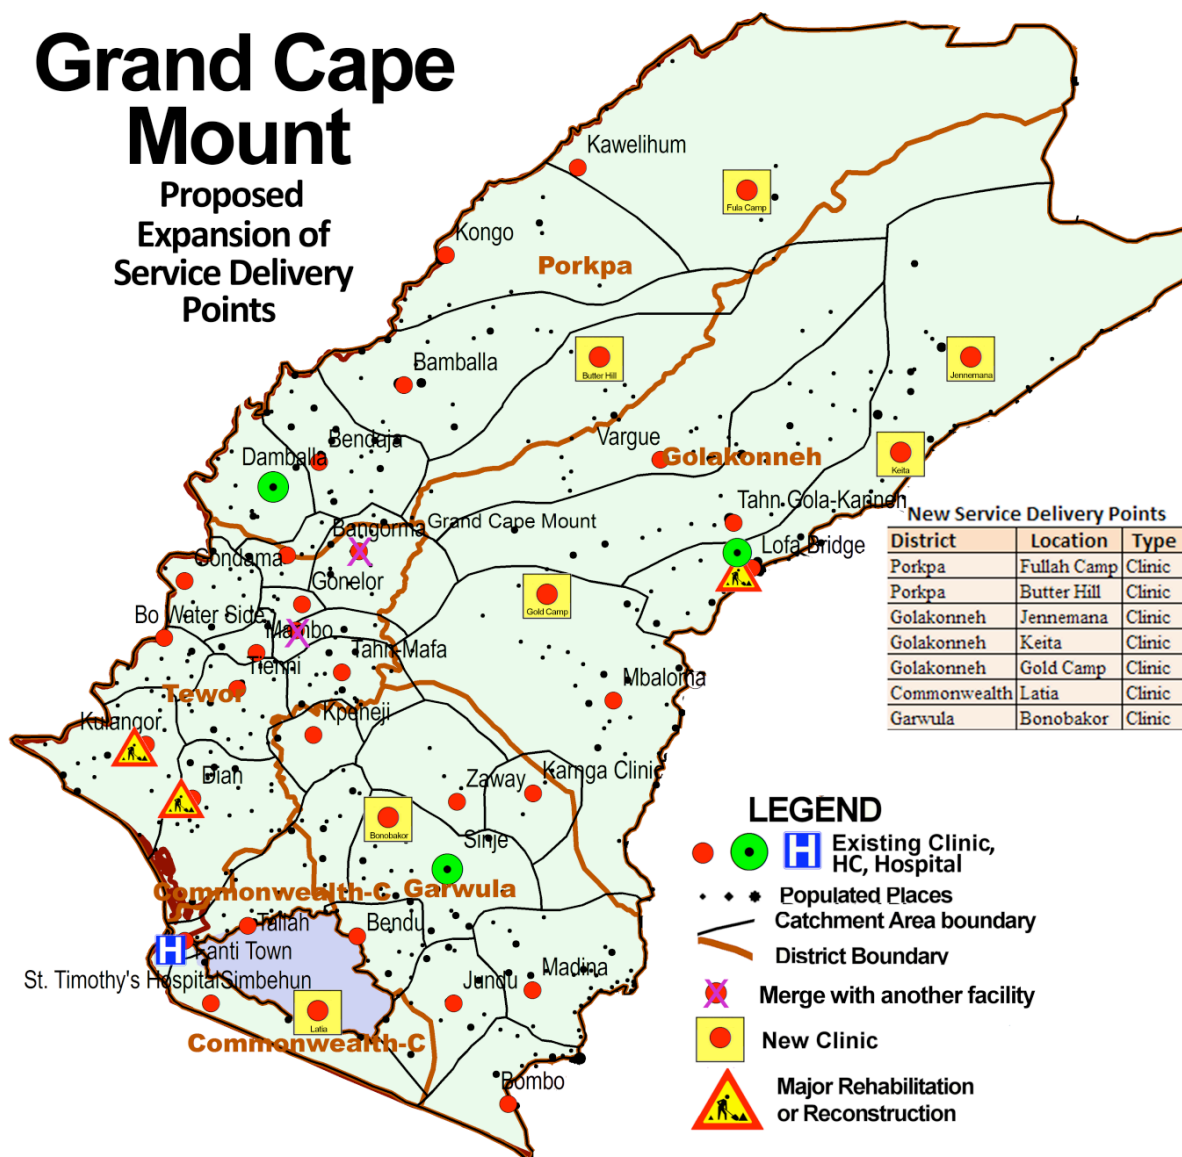 Grand Cape
Mount
Proposed
Expansion of
Service Delivery
Points
Kawelihum
Fula Camp
Kongo
Porkpa
Bamballa
Butter Hill
Jennemana
Bendaja
Vargue
Damballa
Golakonneh
Keita
Tahn Gola-Kanneh
Bangorma
Grand Cape Mount
Lofa Bridge
Gondama
Gonelor
Gold Camp
Bo Water Side
Mambo
Tahn-Mafa
Tienni
Mbaloma
Tewor
Kulangor
Kpeneji
Dian
Zaway
Karnga Clinic
Bonobakor
Sinje
Commonwealth-C
Garwula
Tallah
Bendu
H
Fanti Town
St. Timothy's Hospital
Simbehun
Jundu
Madina
Latia
Commonwealth-C
Bombo
New Service Delivery Points
District Location Type
Porkpa Fullah Camp Clinic
Porkpa Butter Hill Clinic
Golakonneh Jennemana Clinic
Golakonneh Keita Clinic
Golakonneh Gold Camp Clinic
Commonwealth Latia Clinic
Garwula Bonobakor Clinic
LEGEND
H
Existing Clinic,
HC, Hospital
Populated Places
Catchment Area boundary
District Boundary
Merge with another facility
New Clinic
Major Rehabilitation
or Reconstruction